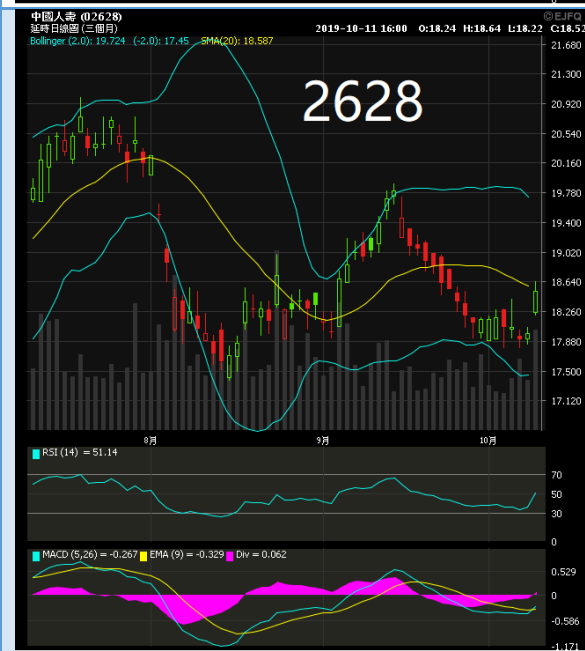 中國人壽 (02628)
©EJFQ
延時日線圖 (三個月)
2019-10-11 16:00 O:18.24 H:18.64 L:18.22 C:18.52
Bollinger (2.0): 19.724 (-2.0): 17.45 SMA(20): 18.587
2628
21.680
21.300
20.920
20.540
20.160
19.780
19.400
19.020
18.640
18.260
17.880
17.500
17.120
8月 9月 10月
RSI (14) = 51.14
70
50
30
0
MACD (5,26) = -0.267 EMA (9) = -0.329 Div = 0.062
0.529
0
-0.586
-1.171